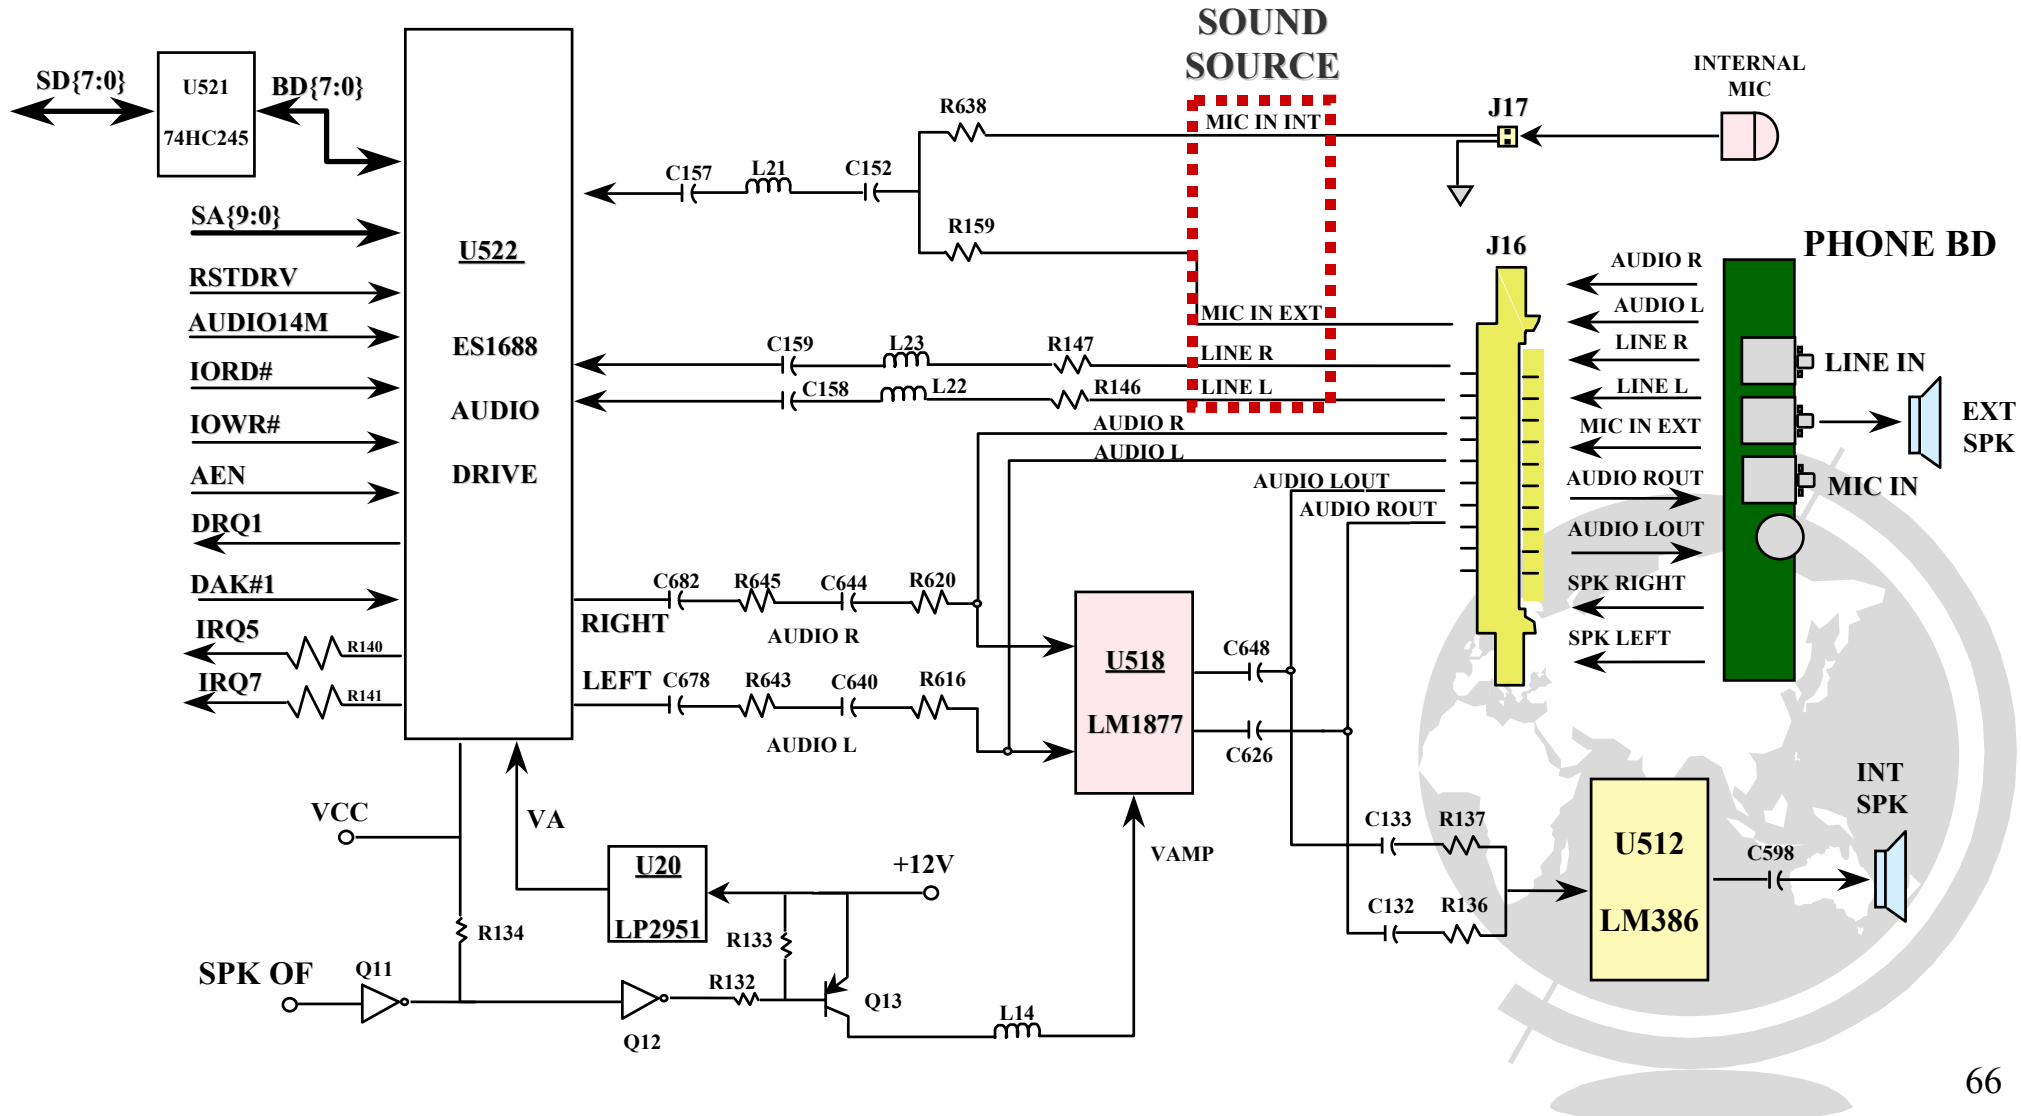 SOUND
SOURCE
SD{7:0}
U521
74HC245
BD{7:0}
SA{9:0}
RSTDRV
AUDIO14M
IORD#
IOWR#
AEN
DRQ1
DAK#1
IRQ5
R140
IRQ7
R141
U522
ES1688
AUDIO
DRIVE
C157
L21
C152
R638
R159
MIC IN INT
J17
INTERNAL
MIC
MIC IN EXT
C159
L23
R147
LINE R
C158
L22
R146
LINE L
AUDIO R
AUDIO L
AUDIO LOUT
AUDIO ROUT
J16
PHONE BD
AUDIO R
AUDIO L
LINE R
LINE L
MIC IN EXT
AUDIO ROUT
AUDIO LOUT
SPK RIGHT
SPK LEFT
LINE IN
EXT
SPK
MIC IN
RIGHT
C682
R645
C644
R620
AUDIO R
LEFT
C678
R643
C640
R616
AUDIO L
U518
LM1877
C648
C626
VCC
VA
U20
LP2951
+12V
VAMP
R134
R133
R132
SPK OF
Q11
Q12
Q13
L14
C133
R137
C132
R136
U512
LM386
C598
INT
SPK
66